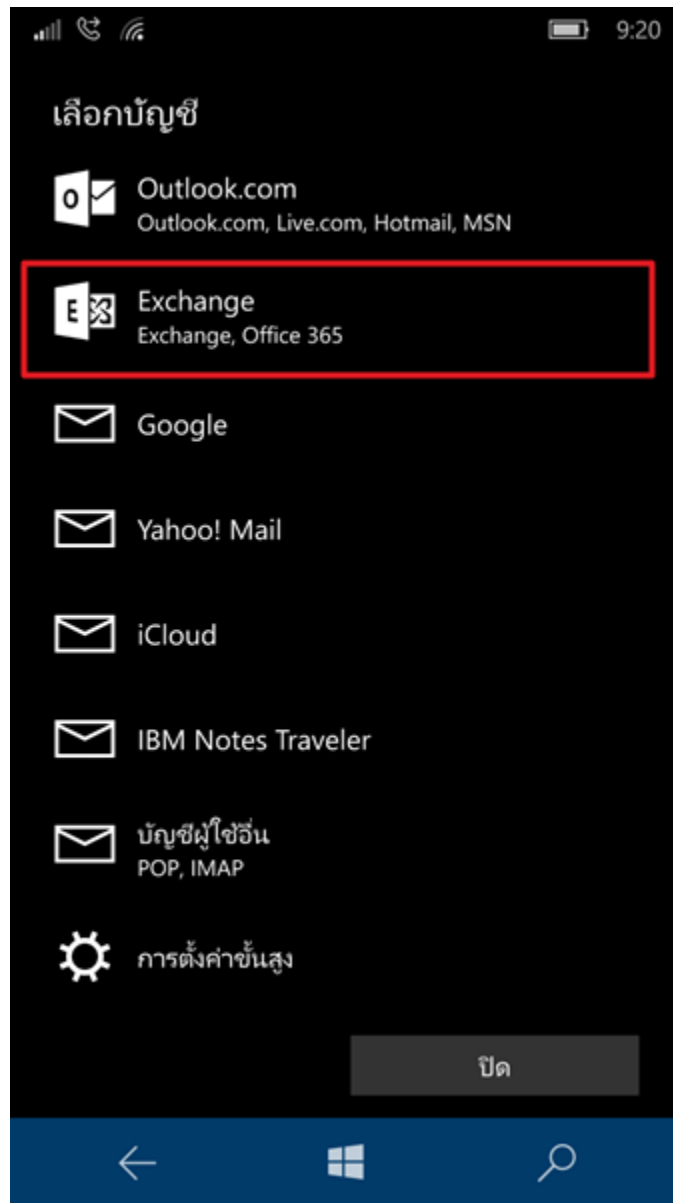 9:20
เลือกบัญชี
Outlook.com
Outlook.com, Live.com, Hotmail, MSN
Exchange
Exchange, Office 365
Google
Yahoo! Mail
iCloud
IBM Notes Traveler
บัญชีผู้ใช้อื่น
POP, IMAP
การตั้งค่าขั้นสูง
ปิด